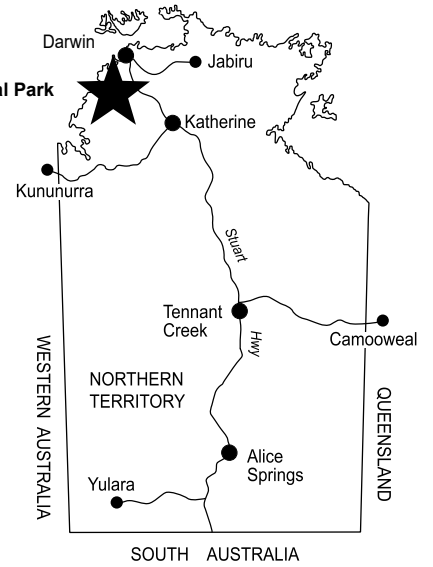 Darwin
Jabiru
Park
Katherine
Kununurra
Stuart
Tennant
Creek
Hwy
Camooweal
WESTERN AUSTRALIA
NORTHERN
TERRITORY
QUEENSLAND
Alice
Springs
Yulara
SOUTH AUSTRALIA